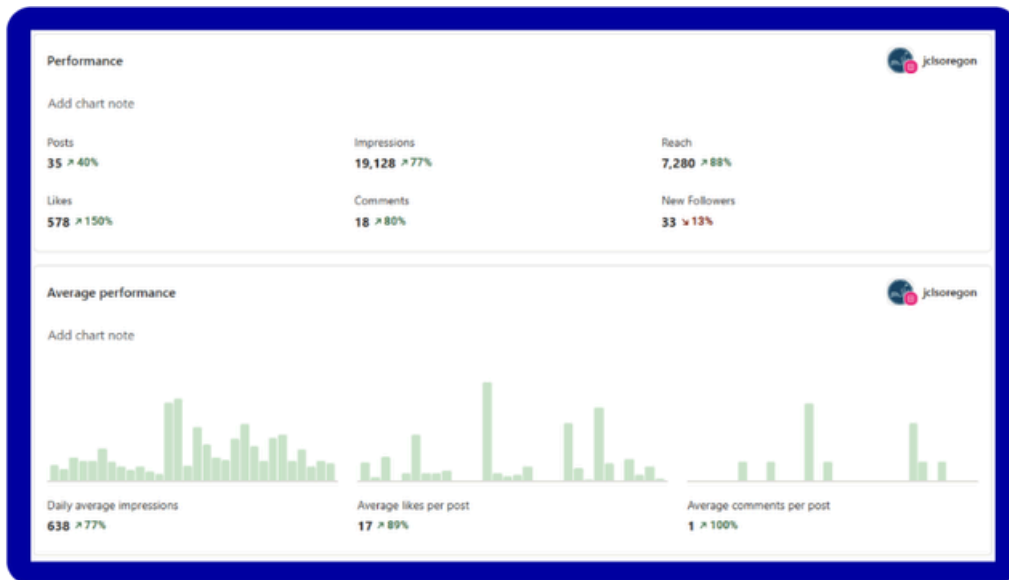 Performance
jclsoregon
Add chart note
Posts
35 ↗ 40%
Impressions
19,128 ↗ 77%
Reach
7,280 ↗ 88%
Likes
578 ↗ 150%
Comments
18 ↗ 80%
New Followers
33 ↘ 13%
Average performance
jclsoregon
Add chart note
Daily average impressions
638 ↗ 77%
Average likes per post
17 ↗ 89%
Average comments per post
1 ↗ 100%